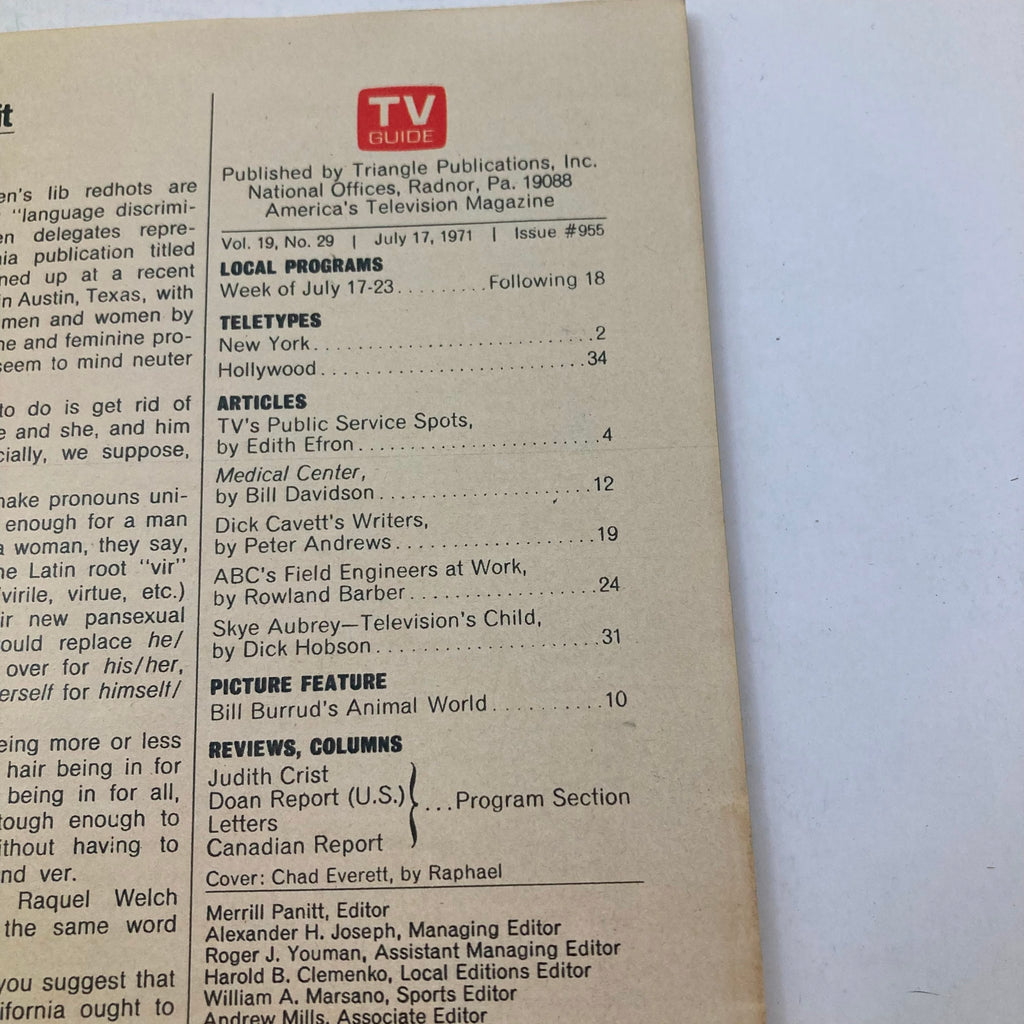 it
en's lib redhots are
"language discrimi-
en delegates repre-
ia publication titled
ned up at a recent
in Austin, Texas, with
men and women by
ne and feminine pro-
seem to mind neuter
to do is get rid of
e and she, and him
cially, we suppose,
make pronouns uni-
enough for a man
a woman, they say,
he Latin root "vir"
virile, virtue, etc.)
ir new pansexual
ould replace he/
over for his/her,
erself for himself/
eing more or less
hair being in for
being in for all,
tough enough to
ithout having to
nd ver.
Raquel Welch
the same word
you suggest that
ifornia ought to
TV
GUIDE
Published by Triangle Publications, Inc.
National Offices, Radnor, Pa. 19088
America's Television Magazine
Vol. 19, No. 29 | July 17, 1971 | Issue #955
LOCAL PROGRAMS
Week of July 17-23.........Following 18
TELETYPES
New York..............................2
Hollywood............................34
ARTICLES
TV's Public Service Spots,
by Edith Efron..........................4
Medical Center,
by Bill Davidson.......................12
Dick Cavett's Writers,
by Peter Andrews.....................19
ABC's Field Engineers at Work,
by Rowland Barber....................24
Skye Aubrey—Television's Child,
by Dick Hobson........................31
PICTURE FEATURE
Bill Burrud's Animal World..........10
REVIEWS, COLUMNS
Judith Crist
Doan Report (U.S.)
...Program Section
Letters
Canadian Report
Cover: Chad Everett, by Raphael
Merrill Panitt, Editor
Alexander H. Joseph, Managing Editor
Roger J. Youman, Assistant Managing Editor
Harold B. Clemenko, Local Editions Editor
William A. Marsano, Sports Editor
Andrew Mills, Associate Editor